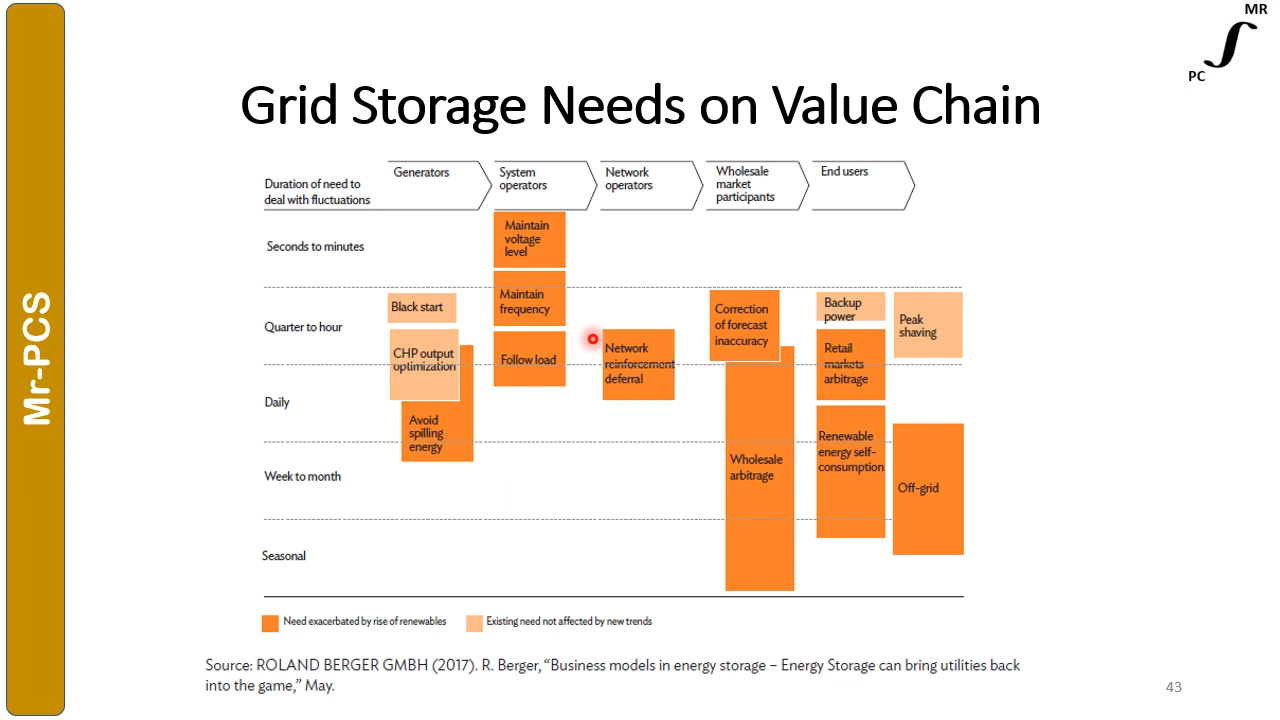 MR
PC
Mr-PCS
Grid Storage Needs on Value Chain
Duration of need to
deal with fluctuations
Generators
System
operators
Network
operators
Wholesale
market
participants
End users
Seconds to minutes
Maintain
voltage
level
Quarter to hour
Black start
CHP output
optimization
Maintain
frequency
Follow load
Network
reinforcement
deferral
Correction
of forecast
inaccuracy
Backup
power
Peak
shaving
Retail
markets
arbitrage
Daily
Avoid
spilling
energy
Renewable
energy self-
consumption
Week to month
Wholesale
arbitrage
Off-grid
Seasonal
Need exacerbated by rise of renewables
Existing need not affected by new trends
Source: ROLAND BERGER GMBH (2017). R. Berger, “Business models in energy storage – Energy Storage can bring utilities back
into the game,” May.
43